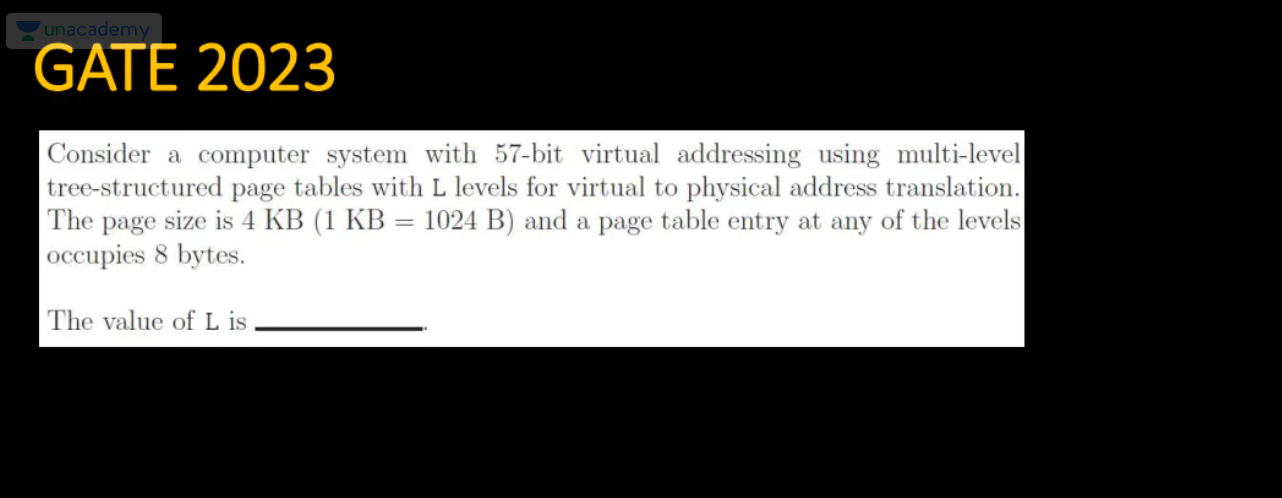 unacademy
GATE 2023
Consider a computer system with 57-bit virtual addressing using multi-level
tree-structured page tables with L levels for virtual to physical address translation.
The page size is 4 KB (1 KB = 1024 B) and a page table entry at any of the levels
occupies 8 bytes.
The value of L is ________.